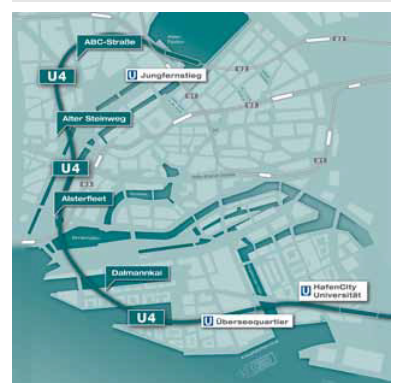 ABC-Straße
U4
U Jungfernstieg
Alter Steinweg
U4
Alsterfleet
Dalmannkai
U HafenCity
Universität
U4
U Überseequartier